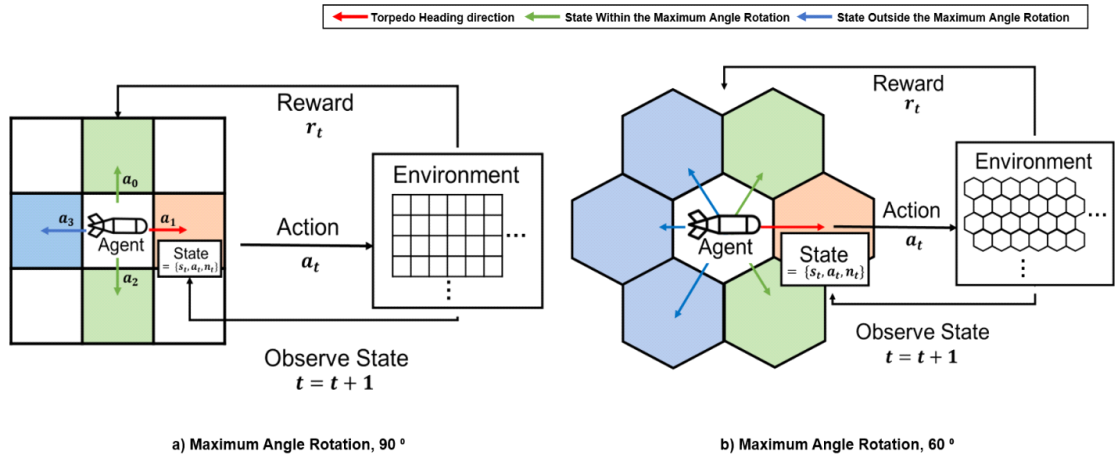 Torpedo Heading direction
State Within the Maximum Angle Rotation
State Outside the Maximum Angle Rotation
Reward
r_t
a_0
a_3
a_1
Agent
a_2
State
= {s_t, a_t, n_t}
Action
a_t
Environment
...
⋮
Observe State
t = t + 1
a) Maximum Angle Rotation, 90 º
Reward
r_t
Agent
State
= {s_t, a_t, n_t}
Action
a_t
Environment
...
⋮
Observe State
t = t + 1
b) Maximum Angle Rotation, 60 º